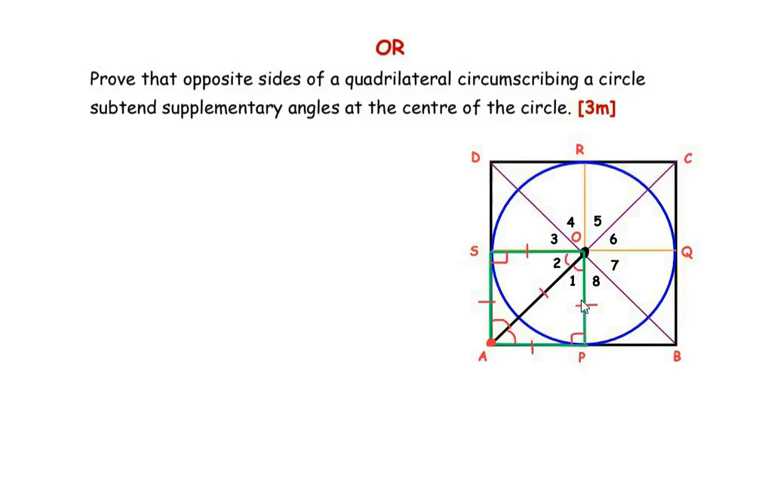 OR
Prove that opposite sides of a quadrilateral circumscribing a circle
subtend supplementary angles at the centre of the circle. [3m]
D R C
4 5
3 O 6
S Q
2 7
1 8
A P B